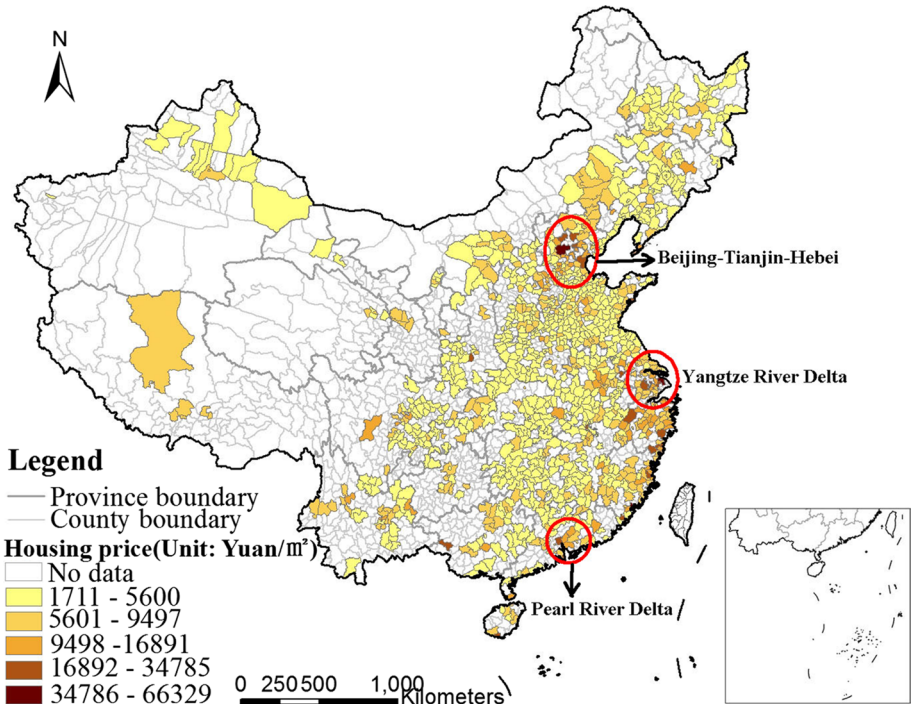 N
Beijing-Tianjin-Hebei
Yangtze River Delta
Pearl River Delta
Legend
Province boundary
County boundary
Housing price(Unit: Yuan/㎡)
No data
1711 - 5600
5601 - 9497
9498 -16891
16892 - 34785
34786 - 66329
0 250 500 1,000 Kilometers